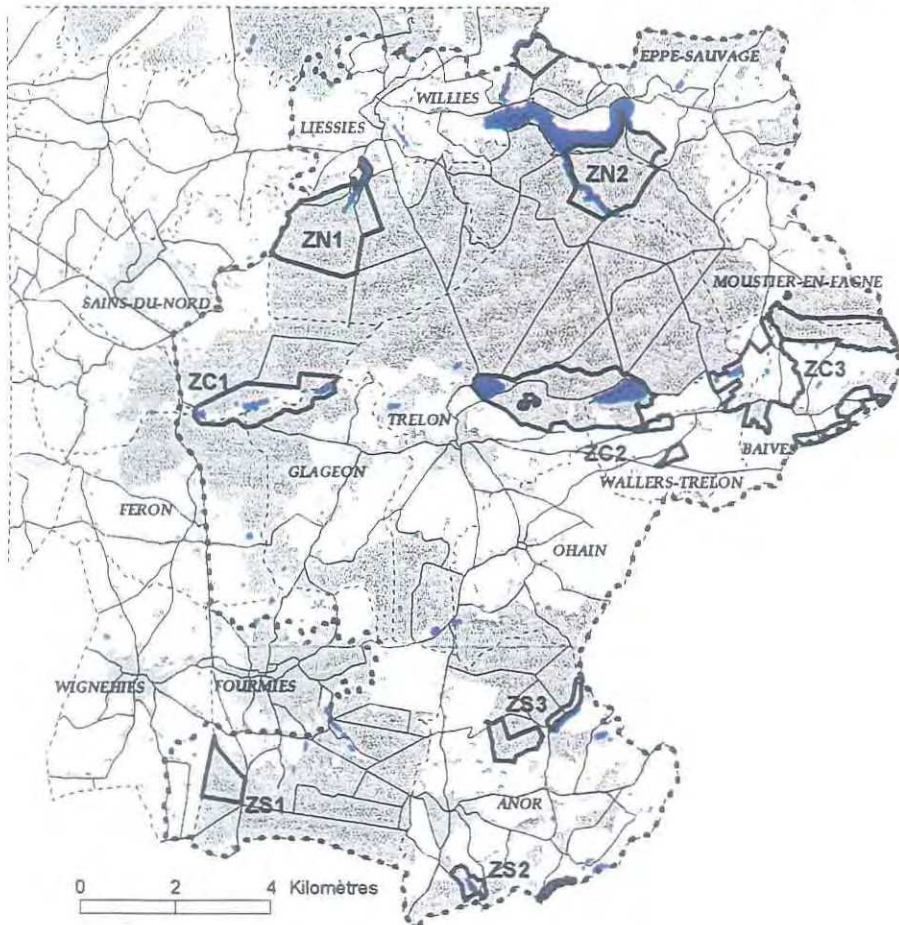 EPPE-SAUVAGE
WILLIES
LIESSIES
ZN2
ZN1
MOUSTIER-EN-FAGNE
SAINS-DU-NORD
ZC3
ZC1
TRELON
ZC2
BAIVES
GLAGEON
WALLERS-TRELON
FERON
OHAIN
WIGNEHIES
FOURMIES
ZS3
ZS1
ANOR
ZS2
0 2 4 Kilomètres